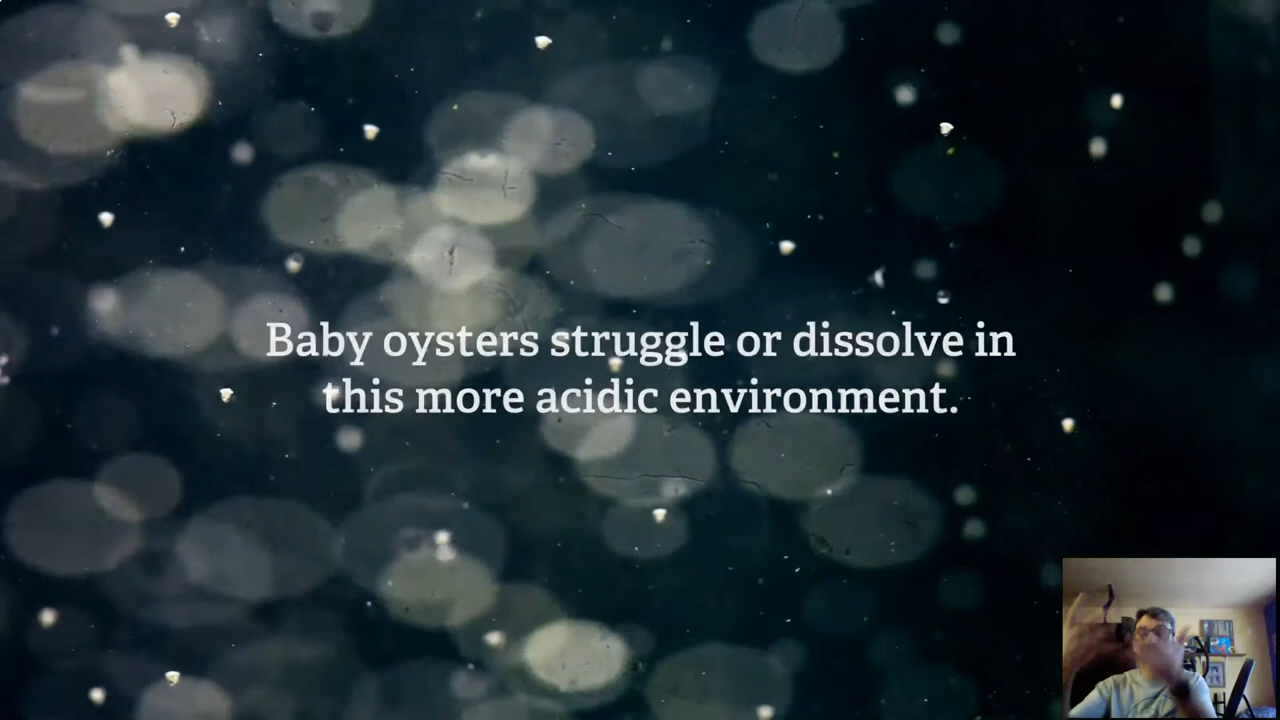 Baby oysters struggle or dissolve in
this more acidic environment.